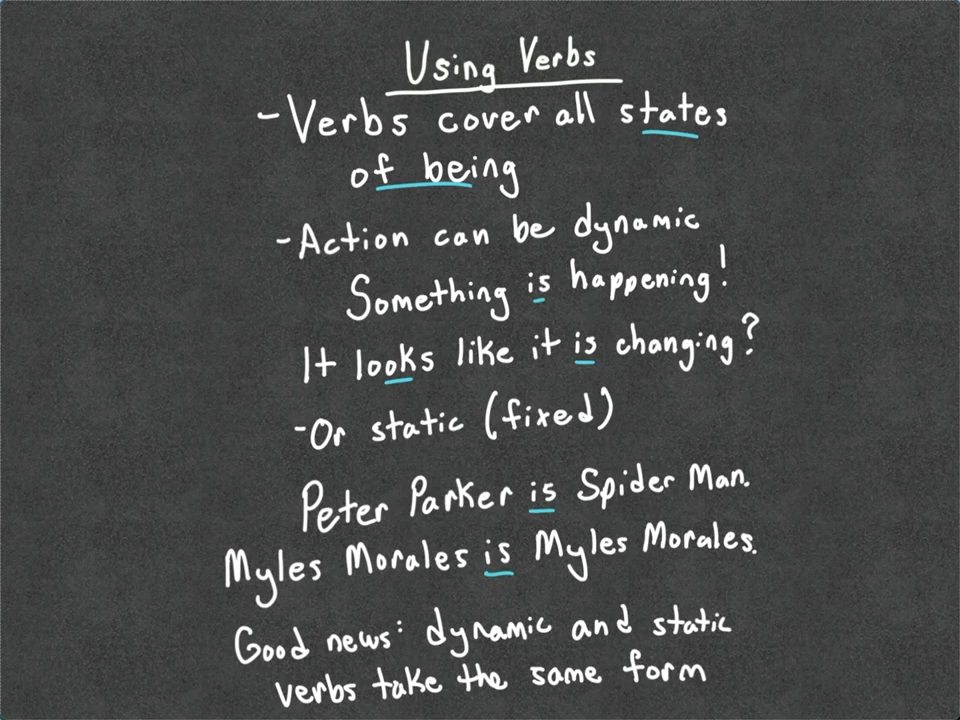 Using Verbs
-Verbs cover all states
of being
-Action can be dynamic
Something is happening!
It looks like it is changing?
-Or static (fixed)
Peter Parker is Spider Man.
Myles Morales is Myles Morales.
Good news: dynamic and static
verbs take the same form